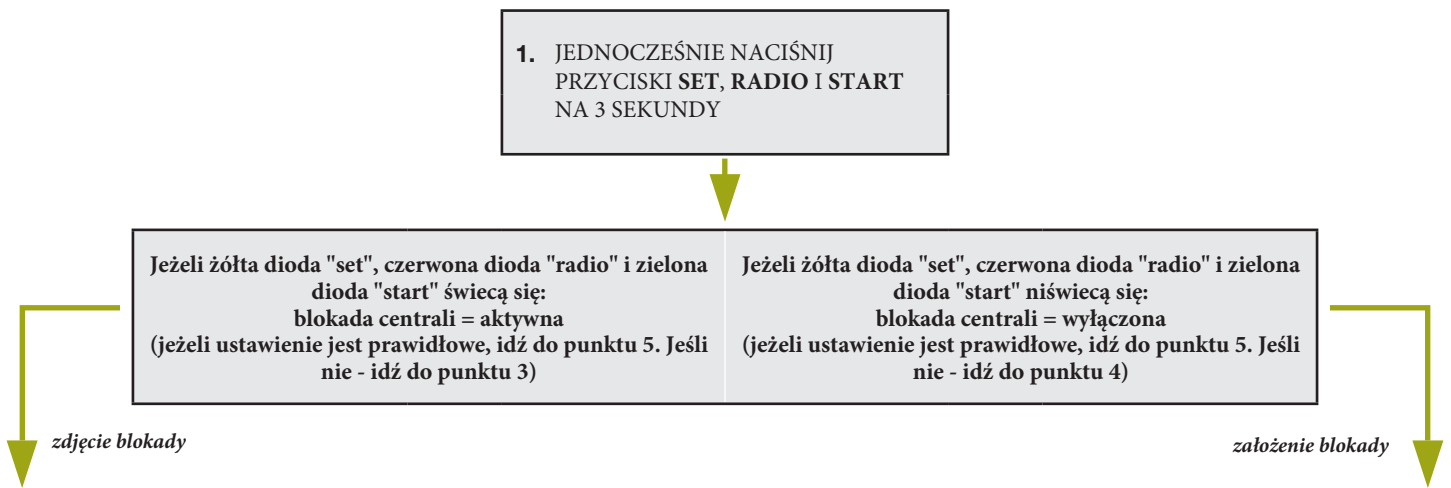 1. JEDNOCZEŚNIE NACIŚNIJ
PRZYCISKI SET, RADIO I START
NA 3 SEKUNDY
Jeżeli żółta dioda "set", czerwona dioda "radio" i zielona
dioda "start" świecą się:
blokada centrali = aktywna
(jeżeli ustawienie jest prawidłowe, idź do punktu 5. Jeśli
nie - idź do punktu 3)
Jeżeli żółta dioda "set", czerwona dioda "radio" i zielona
dioda "start" niświecą się:
blokada centrali = wyłączona
(jeżeli ustawienie jest prawidłowe, idź do punktu 5. Jeśli
nie - idź do punktu 4)
zdjęcie blokady
założenie blokady